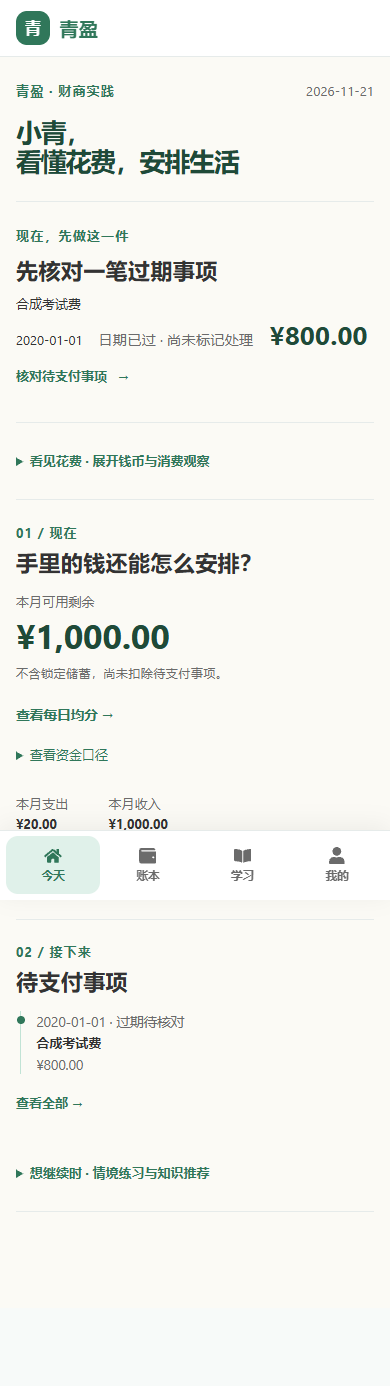 青 青盈
青盈 · 财商实践 2026-11-21
小青，
看懂花费，安排生活
现在，先做这一件
先核对一笔过期事项
合成考试费
2020-01-01 日期已过 · 尚未标记处理 ¥800.00
核对待支付事项 →
▶ 看见花费 · 展开钱币与消费观察
01 / 现在
手里的钱还能怎么安排？
本月可用剩余
¥1,000.00
不含锁定储蓄，尚未扣除待支付事项。
查看每日均分 →
▶ 查看资金口径
本月支出 本月收入
¥20.00 ¥1,000.00
今天 账本 学习 我的
02 / 接下来
待支付事项
2020-01-01 · 过期待核对
合成考试费
¥800.00
查看全部 →
▶ 想继续时 · 情境练习与知识推荐